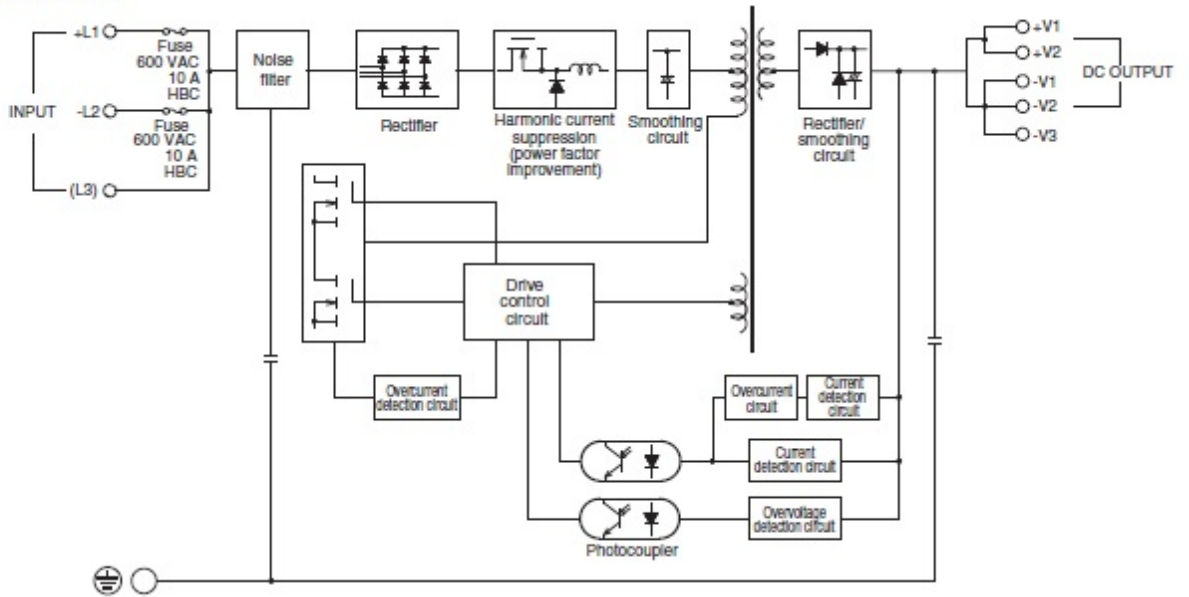 +L1
Fuse
600 VAC
10 A
HBC
INPUT
-L2
Fuse
600 VAC
10 A
HBC
(L3)
Noise
filter
Rectifier
Harmonic current
suppression
(power factor
improvement)
Smoothing
circuit
Rectifier/
smoothing
circuit
+V1
+V2
-V1
-V2
-V3
DC OUTPUT
Drive
control
circuit
Overcurrent
detection circuit
Overcurrent
circuit
Current
detection
circuit
Current
detection circuit
Overvoltage
detection circuit
Photocoupler